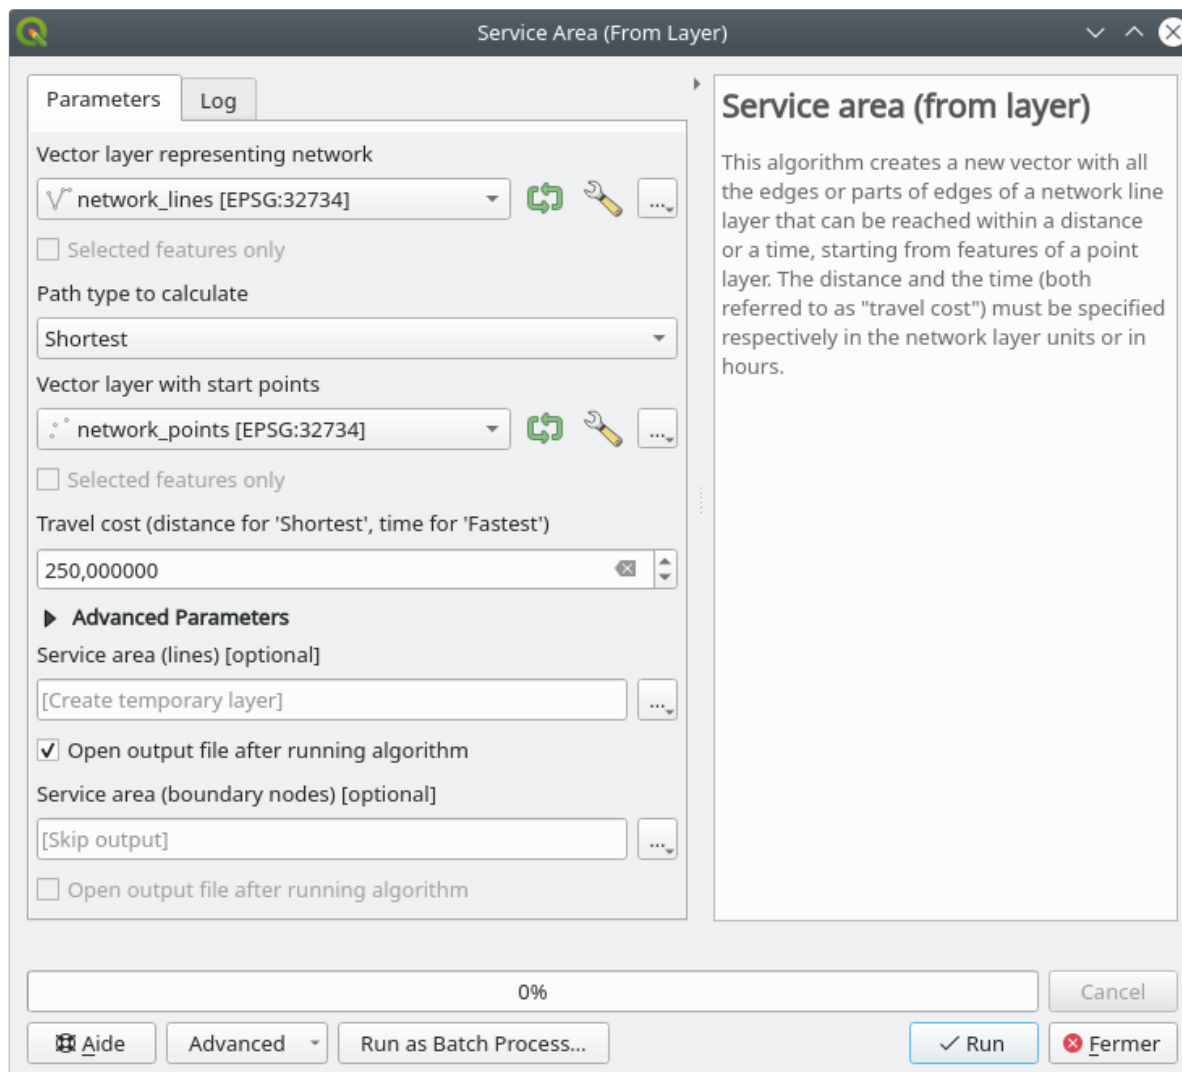 Service Area (From Layer)
Parameters
Log
Vector layer representing network
network_lines [EPSG:32734]
...
Selected features only
Path type to calculate
Shortest
Vector layer with start points
network_points [EPSG:32734]
...
Selected features only
Travel cost (distance for 'Shortest', time for 'Fastest')
250,000000
Advanced Parameters
Service area (lines) [optional]
[Create temporary layer]
...
Open output file after running algorithm
Service area (boundary nodes) [optional]
[Skip output]
...
Open output file after running algorithm
Service area (from layer)
This algorithm creates a new vector with all
the edges or parts of edges of a network line
layer that can be reached within a distance
or a time, starting from features of a point
layer. The distance and the time (both
referred to as "travel cost") must be specified
respectively in the network layer units or in
hours.
0%
Cancel
Aide
Advanced
Run as Batch Process...
Run
Fermer